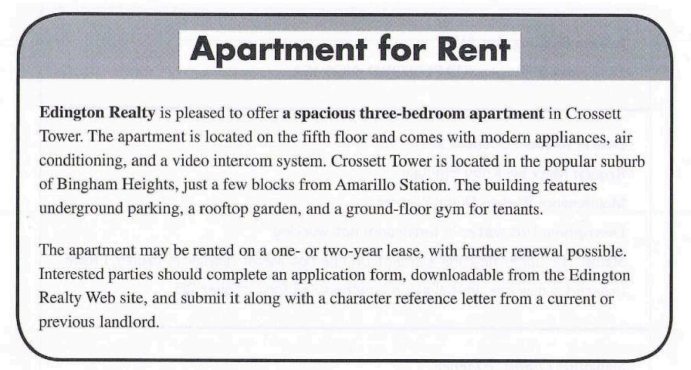 Apartment for Rent
Edington Realty is pleased to offer a spacious three-bedroom apartment in Crossett
Tower. The apartment is located on the fifth floor and comes with modern appliances, air
conditioning, and a video intercom system. Crossett Tower is located in the popular suburb
of Bingham Heights, just a few blocks from Amarillo Station. The building features
underground parking, a rooftop garden, and a ground-floor gym for tenants.
The apartment may be rented on a one- or two-year lease, with further renewal possible.
Interested parties should complete an application form, downloadable from the Edington
Realty Web site, and submit it along with a character reference letter from a current or
previous landlord.